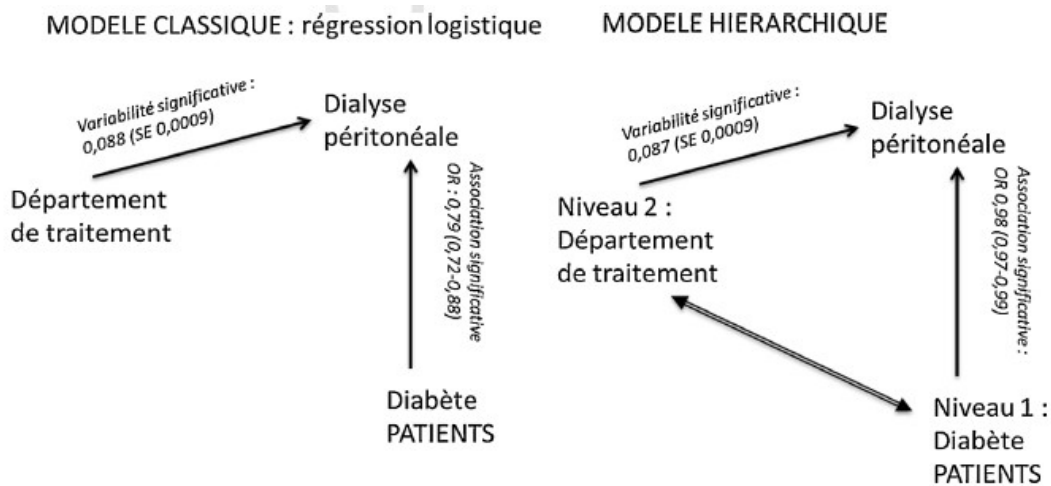 MODELE CLASSIQUE : régression logistique
Variabilité significative :
0,088 (SE 0,0009)
Dialyse
péritonéale
Département
de traitement
Association significative
OR : 0,79 (0,72-0,88)
Diabète
PATIENTS
MODELE HIERARCHIQUE
Variabilité significative :
0,087 (SE 0,0009)
Dialyse
péritonéale
Niveau 2 :
Département
de traitement
Association significative :
OR 0,98 (0,97-0,99)
Niveau 1 :
Diabète
PATIENTS